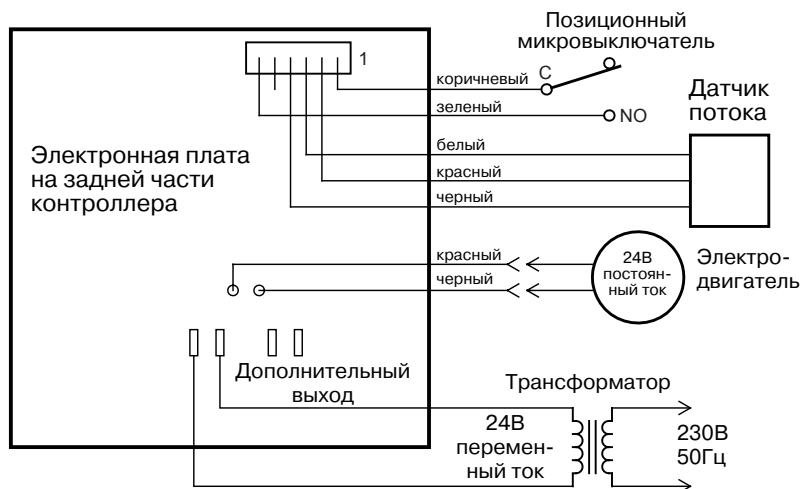 Позиционный
микровыключатель
1
коричневый
C
Датчик
потока
зеленый
NO
белый
Электронная плата
на задней части
контроллера
красный
черный
красный
24В
постоян-
ный ток
Электро-
двигатель
черный
Дополнительный
выход
Трансформатор
24В
перемен-
ный ток
230В
50Гц